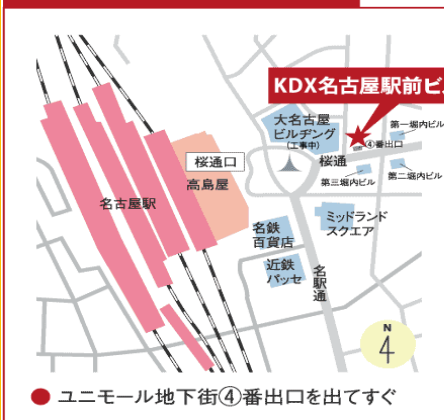 KDX名古屋駅前ビ
大名古屋
ビルヂング
(工事中)
第一堀内ビル
④番出口
桜通口
桜通
高島屋
第三堀内ビル
第二堀内ビル
名古屋駅
名鉄
百貨店
ミッドランド
スクエア
近鉄
パッセ
名駅通
N
4
● ユニモール地下街④番出口を出てすぐ